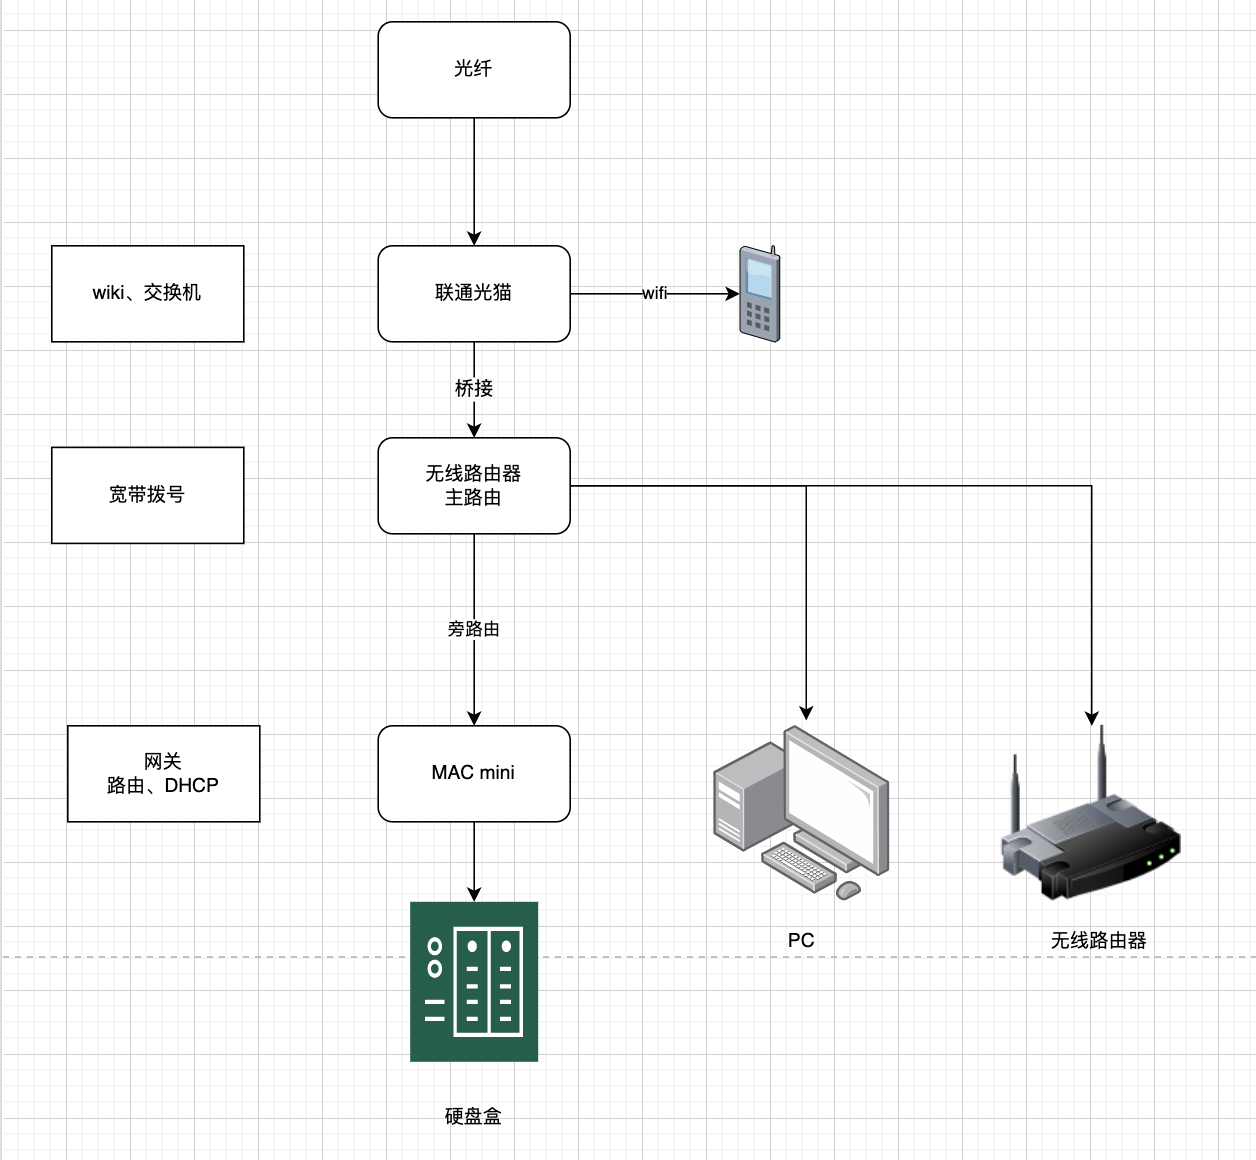 光纤
wiki、交换机
联通光猫
wifi
桥接
宽带拨号
无线路由器
主路由
旁路由
网关
路由、DHCP
MAC mini
PC
无线路由器
硬盘盒